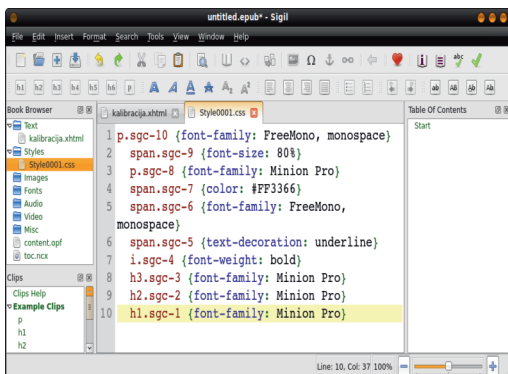 untitled.epub* - Sigil
File Edit Insert Format Search Tools View Window Help
h1 h2 h3 h4 h5 h6 P A A A A₂ A² ab AB Ab Ab
Book Browser
Text
kalibracija.xhtml
Styles
Style0001.css
Images
Fonts
Audio
Video
Misc
content.opf
toc.ncx
Clips
Clips Help
Example Clips
p
h1
h2
kalibracija.xhtml Style0001.css
1 p.sgc-10 {font-family: FreeMono, monospace}
2 span.sgc-9 {font-size: 80%}
3 p.sgc-8 {font-family: Minion Pro}
4 span.sgc-7 {color: #FF3366}
5 span.sgc-6 {font-family: FreeMono,
monospace}
6 span.sgc-5 {text-decoration: underline}
7 i.sgc-4 {font-weight: bold}
8 h3.sgc-3 {font-family: Minion Pro}
9 h2.sgc-2 {font-family: Minion Pro}
10 h1.sgc-1 {font-family: Minion Pro}
Table Of Contents
Start
Line: 10, Col: 37 100%